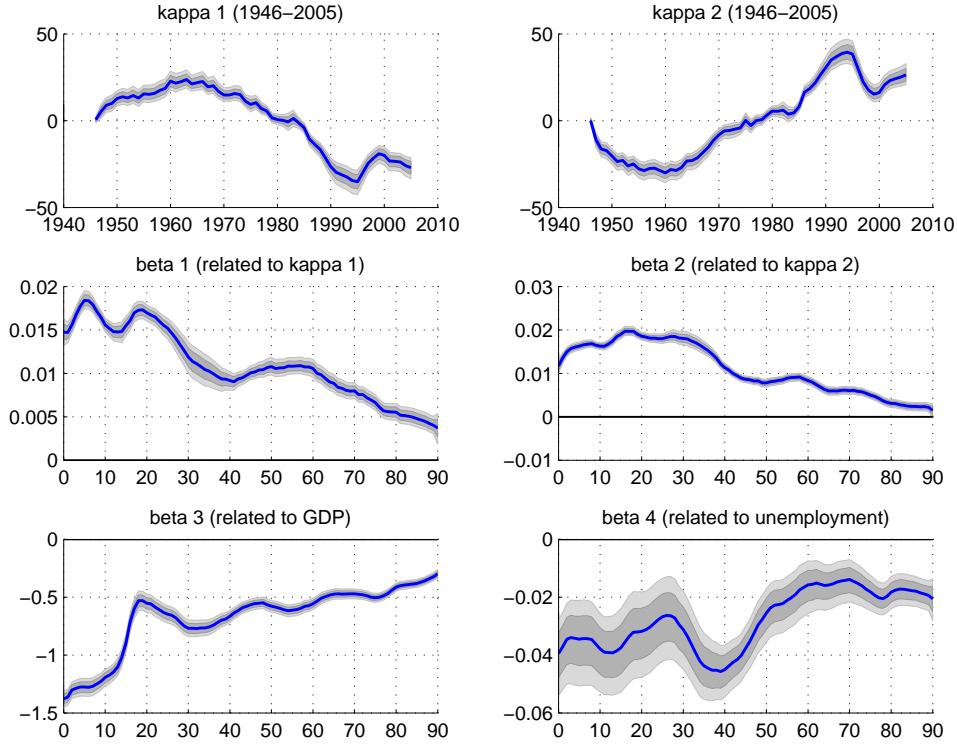 kappa 1 (1946−2005)
50
0
−50
1940 1950 1960 1970 1980 1990 2000 2010
kappa 2 (1946−2005)
50
0
−50
1940 1950 1960 1970 1980 1990 2000 2010
beta 1 (related to kappa 1)
0.02
0.015
0.01
0.005
0
0 10 20 30 40 50 60 70 80 90
beta 2 (related to kappa 2)
0.03
0.02
0.01
0
−0.01
0 10 20 30 40 50 60 70 80 90
beta 3 (related to GDP)
0
−0.5
−1
−1.5
0 10 20 30 40 50 60 70 80 90
beta 4 (related to unemployment)
0
−0.02
−0.04
−0.06
0 10 20 30 40 50 60 70 80 90